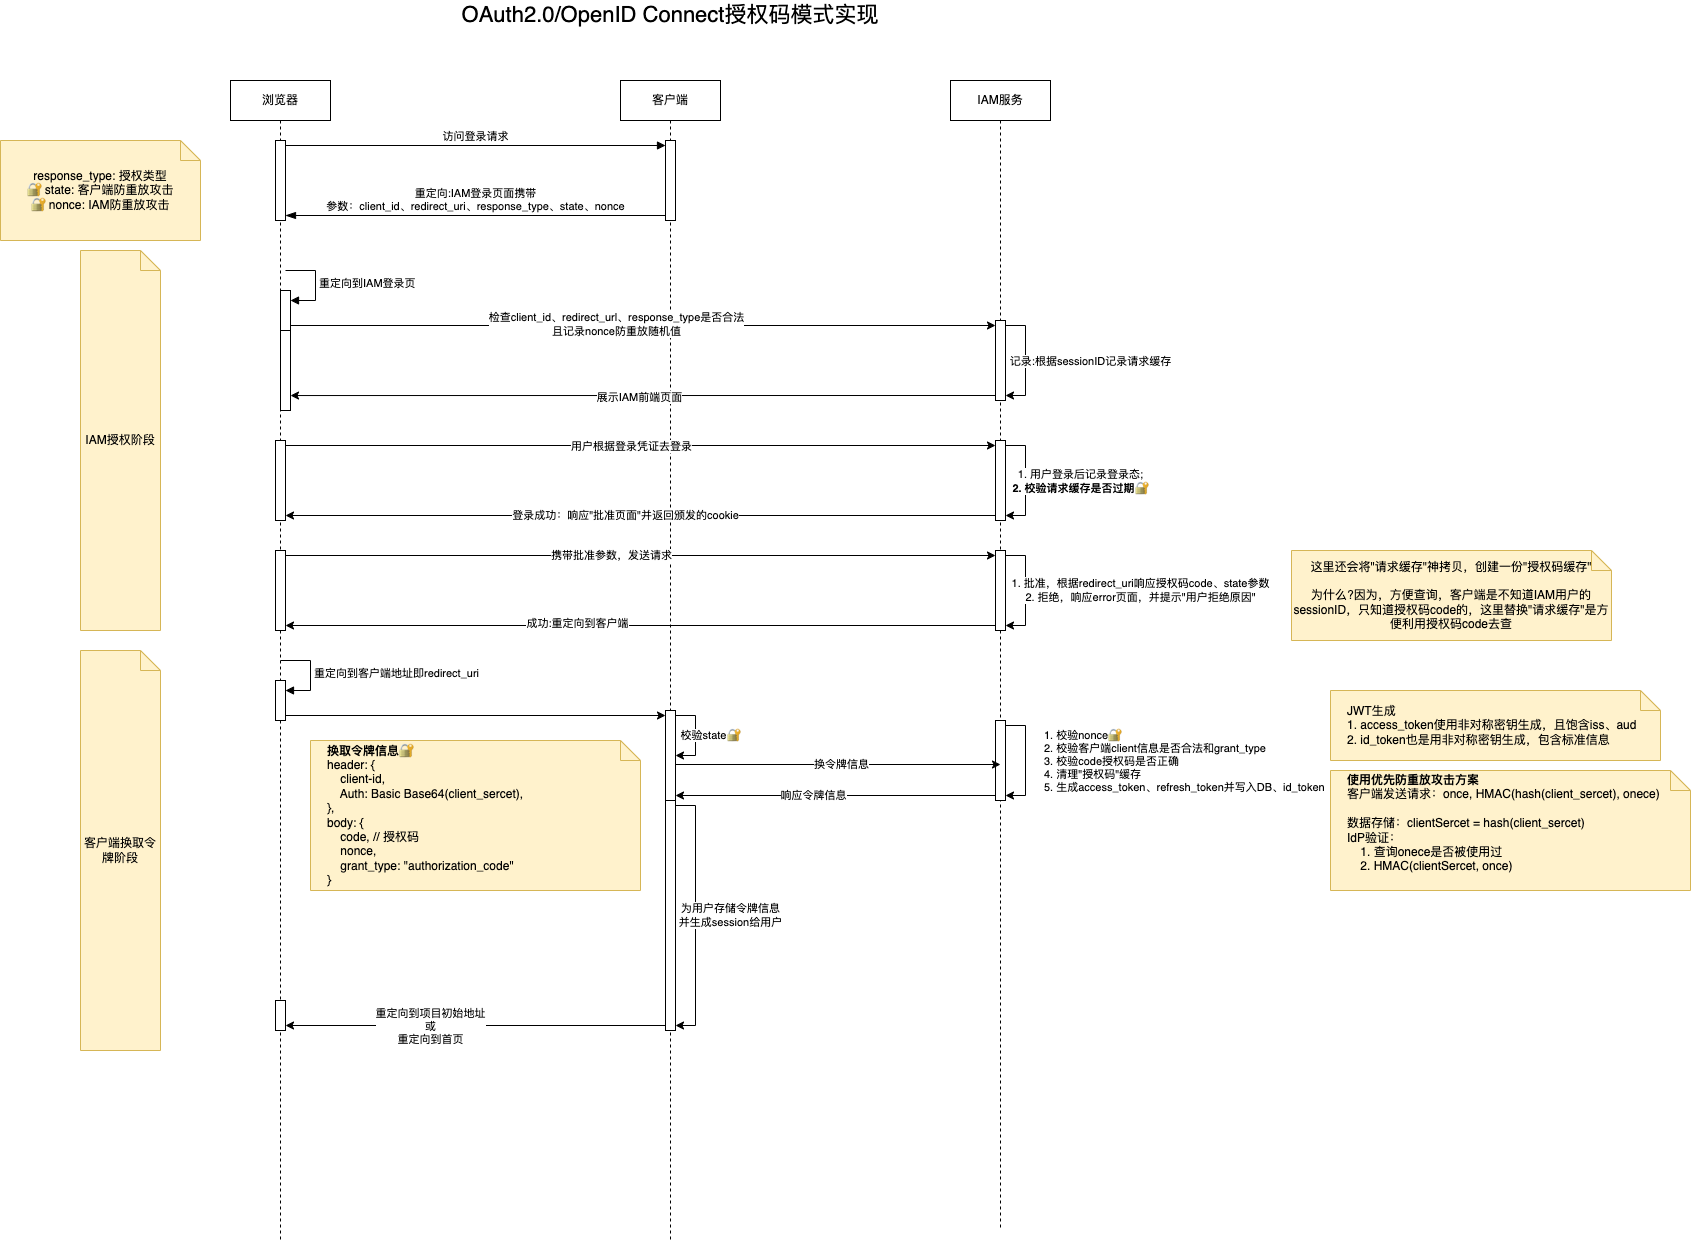 OAuth2.0/OpenID Connect授权码模式实现
浏览器
客户端
IAM服务
访问登录请求
response_type: 授权类型
🔐 state: 客户端防重放攻击
🔐 nonce: IAM防重放攻击
重定向:IAM登录页面携带
参数：client_id、redirect_uri、response_type、state、nonce
重定向到IAM登录页
检查client_id、redirect_url、response_type是否合法
且记录nonce防重放随机值
记录:根据sessionID记录请求缓存
展示IAM前端页面
IAM授权阶段
用户根据登录凭证去登录
1. 用户登录后记录登录态;
2. 校验请求缓存是否过期🔐
登录成功：响应"批准页面"并返回颁发的cookie
携带批准参数，发送请求
1. 批准，根据redirect_uri响应授权码code、state参数
2. 拒绝，响应error页面，并提示"用户拒绝原因"
成功:重定向到客户端
这里还会将"请求缓存"神拷贝，创建一份"授权码缓存"
为什么?因为，方便查询，客户端是不知道IAM用户的
sessionID，只知道授权码code的，这里替换"请求缓存"是方
便利用授权码code去查
重定向到客户端地址即redirect_uri
校验state🔐
换令牌信息
响应令牌信息
1. 校验nonce🔐
2. 校验客户端client信息是否合法和grant_type
3. 校验code授权码是否正确
4. 清理"授权码"缓存
5. 生成access_token、refresh_token并写入DB、id_token
JWT生成
1. access_token使用非对称密钥生成，且饱含iss、aud
2. id_token也是用非对称密钥生成，包含标准信息
换取令牌信息🔐
header: {
client-id,
Auth: Basic Base64(client_sercet),
},
body: {
code, // 授权码
nonce,
grant_type: "authorization_code"
}
使用优先防重放攻击方案
客户端发送请求：once, HMAC(hash(client_sercet), onece)
数据存储：clientSercet = hash(client_sercet)
IdP验证：
1. 查询onece是否被使用过
2. HMAC(clientSercet, once)
客户端换取令
牌阶段
为用户存储令牌信息
并生成session给用户
重定向到项目初始地址
或
重定向到首页